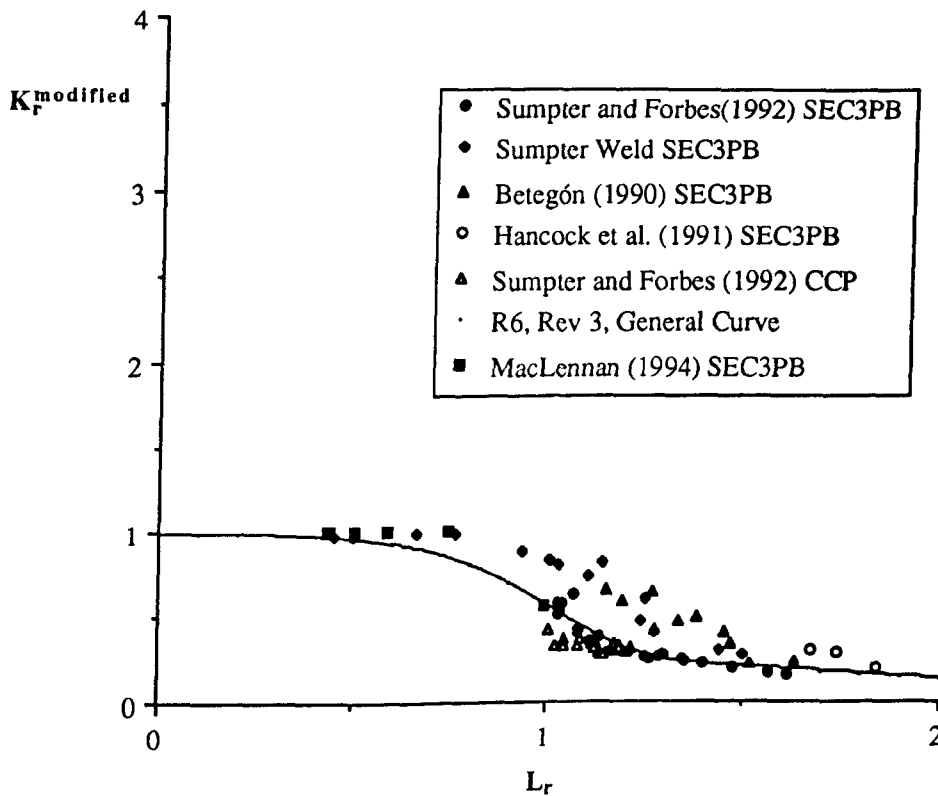 4
K_r^modified
Sumpter and Forbes(1992) SEC3PB
Sumpter Weld SEC3PB
Betegón (1990) SEC3PB
Hancock et al. (1991) SEC3PB
Sumpter and Forbes (1992) CCP
R6, Rev 3, General Curve
MacLennan (1994) SEC3PB
3
2
1
0
0 1 2
L_r